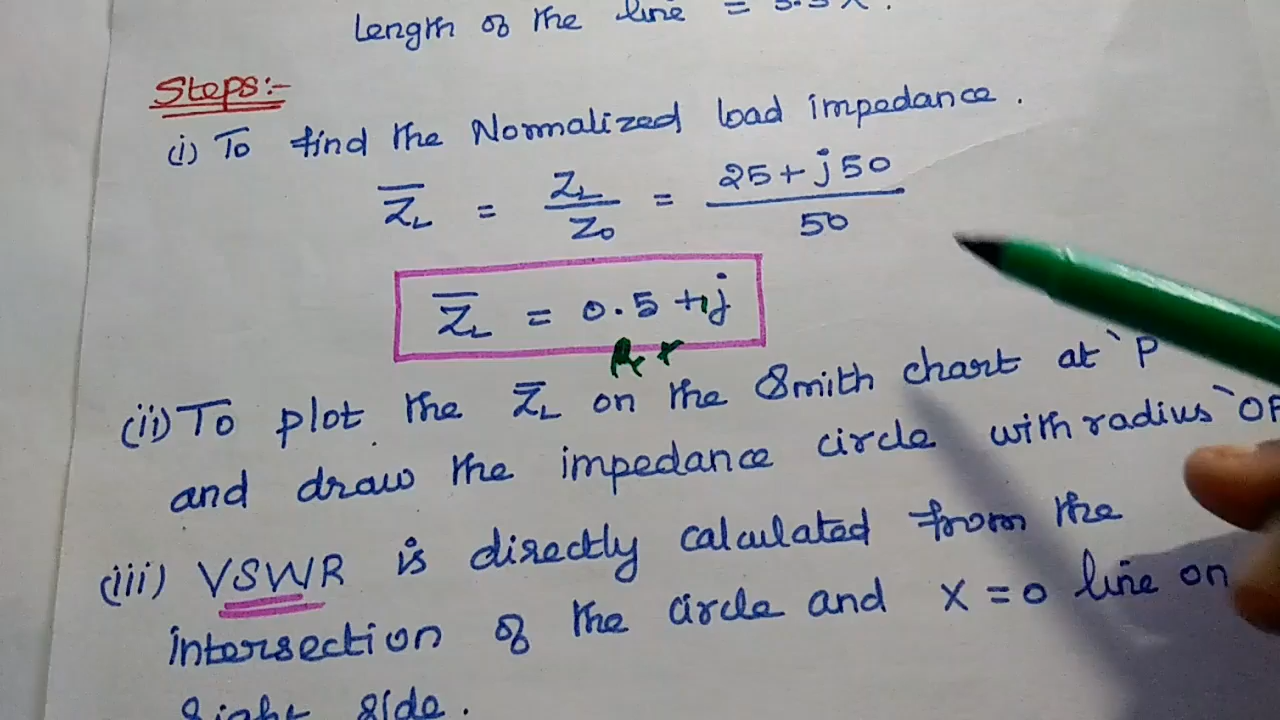 Length of the line = 3.3λ.
Steps:-
(i) To find the Normalized load impedance.
Z̅L = ZL/Z0 = 25+j50/50
Z̅L = 0.5+1j
(ii) To plot the Z̅L on the Smith chart at `P
and draw the impedance circle with radius `OP
(iii) VSWR is directly calculated from the
intersection of the circle and X=0 line on
right side.